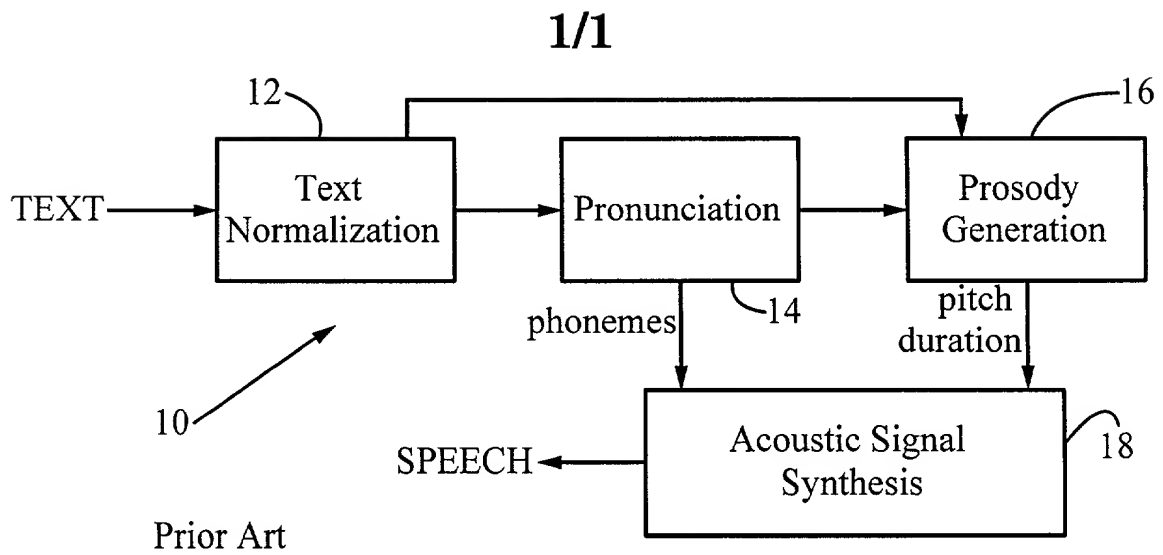 1/1
12
16
TEXT
Text
Normalization
Pronunciation
Prosody
Generation
phonemes
14
pitch
duration
10
SPEECH
Acoustic Signal
Synthesis
18
Prior Art